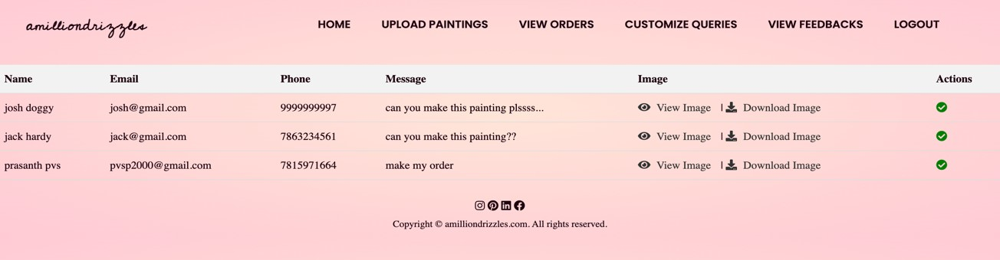 amilliondrizzles HOME UPLOAD PAINTINGS VIEW ORDERS CUSTOMIZE QUERIES VIEW FEEDBACKS LOGOUT
Name Email Phone Message Image Actions
josh doggy josh@gmail.com 9999999997 can you make this painting plssss... View Image | Download Image
jack hardy jack@gmail.com 7863234561 can you make this painting?? View Image | Download Image
prasanth pvs pvsp2000@gmail.com 7815971664 make my order View Image | Download Image
Copyright © amilliondrizzles.com. All rights reserved.